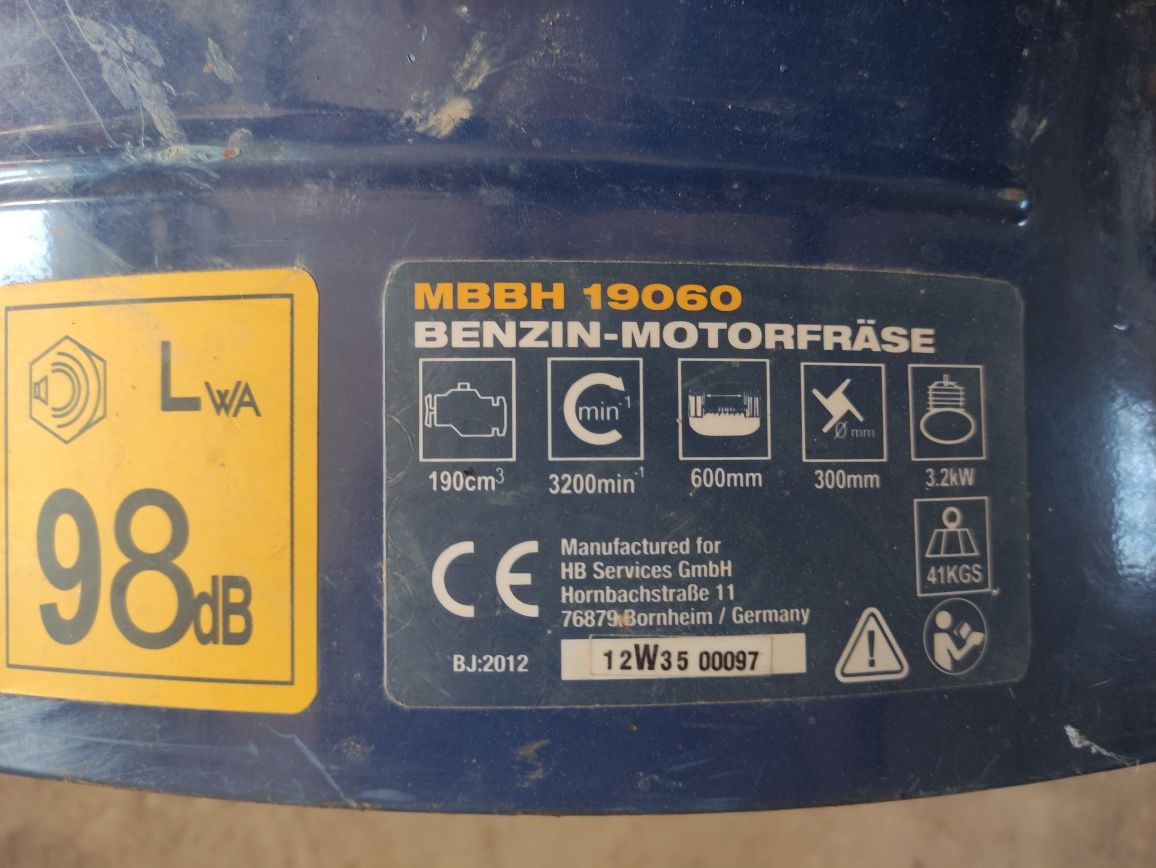 LWA
98dB
MBBH 19060
BENZIN-MOTORFRÄSE
min⁻¹
Ø mm
190cm³
3200min⁻¹
600mm
300mm
3.2kW
41KGS
CE
Manufactured for
HB Services GmbH
Hornbachstraße 11
76879 Bornheim / Germany
BJ:2012
12W35 00097